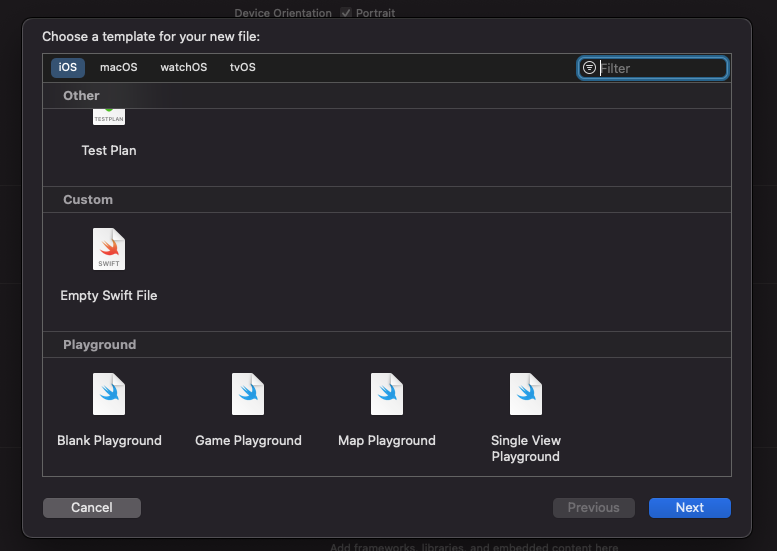 Device Orientation Portrait
Choose a template for your new file:
iOS macOS watchOS tvOS Filter
Other
TESTPLAN
Test Plan
Custom
SWIFT
Empty Swift File
Playground
Blank Playground Game Playground Map Playground Single View
Playground
Cancel Previous Next
Add frameworks, libraries, and embedded content here